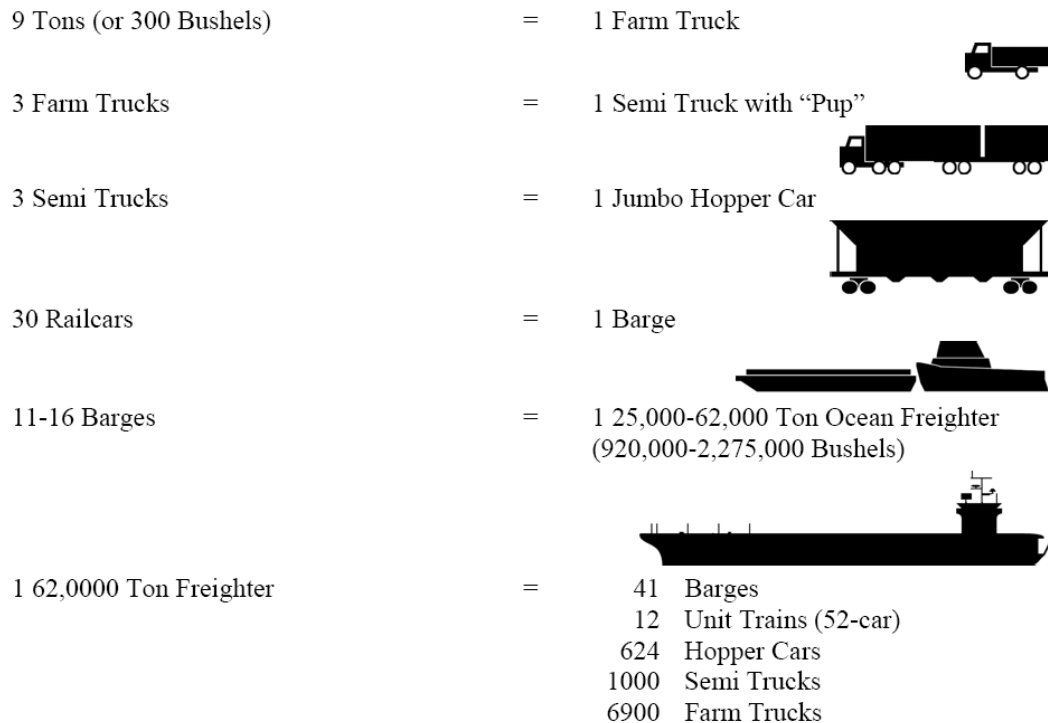 9 Tons (or 300 Bushels) = 1 Farm Truck
3 Farm Trucks = 1 Semi Truck with “Pup”
3 Semi Trucks = 1 Jumbo Hopper Car
30 Railcars = 1 Barge
11-16 Barges = 1 25,000-62,000 Ton Ocean Freighter
(920,000-2,275,000 Bushels)
1 62,0000 Ton Freighter = 41 Barges
12 Unit Trains (52-car)
624 Hopper Cars
1000 Semi Trucks
6900 Farm Trucks